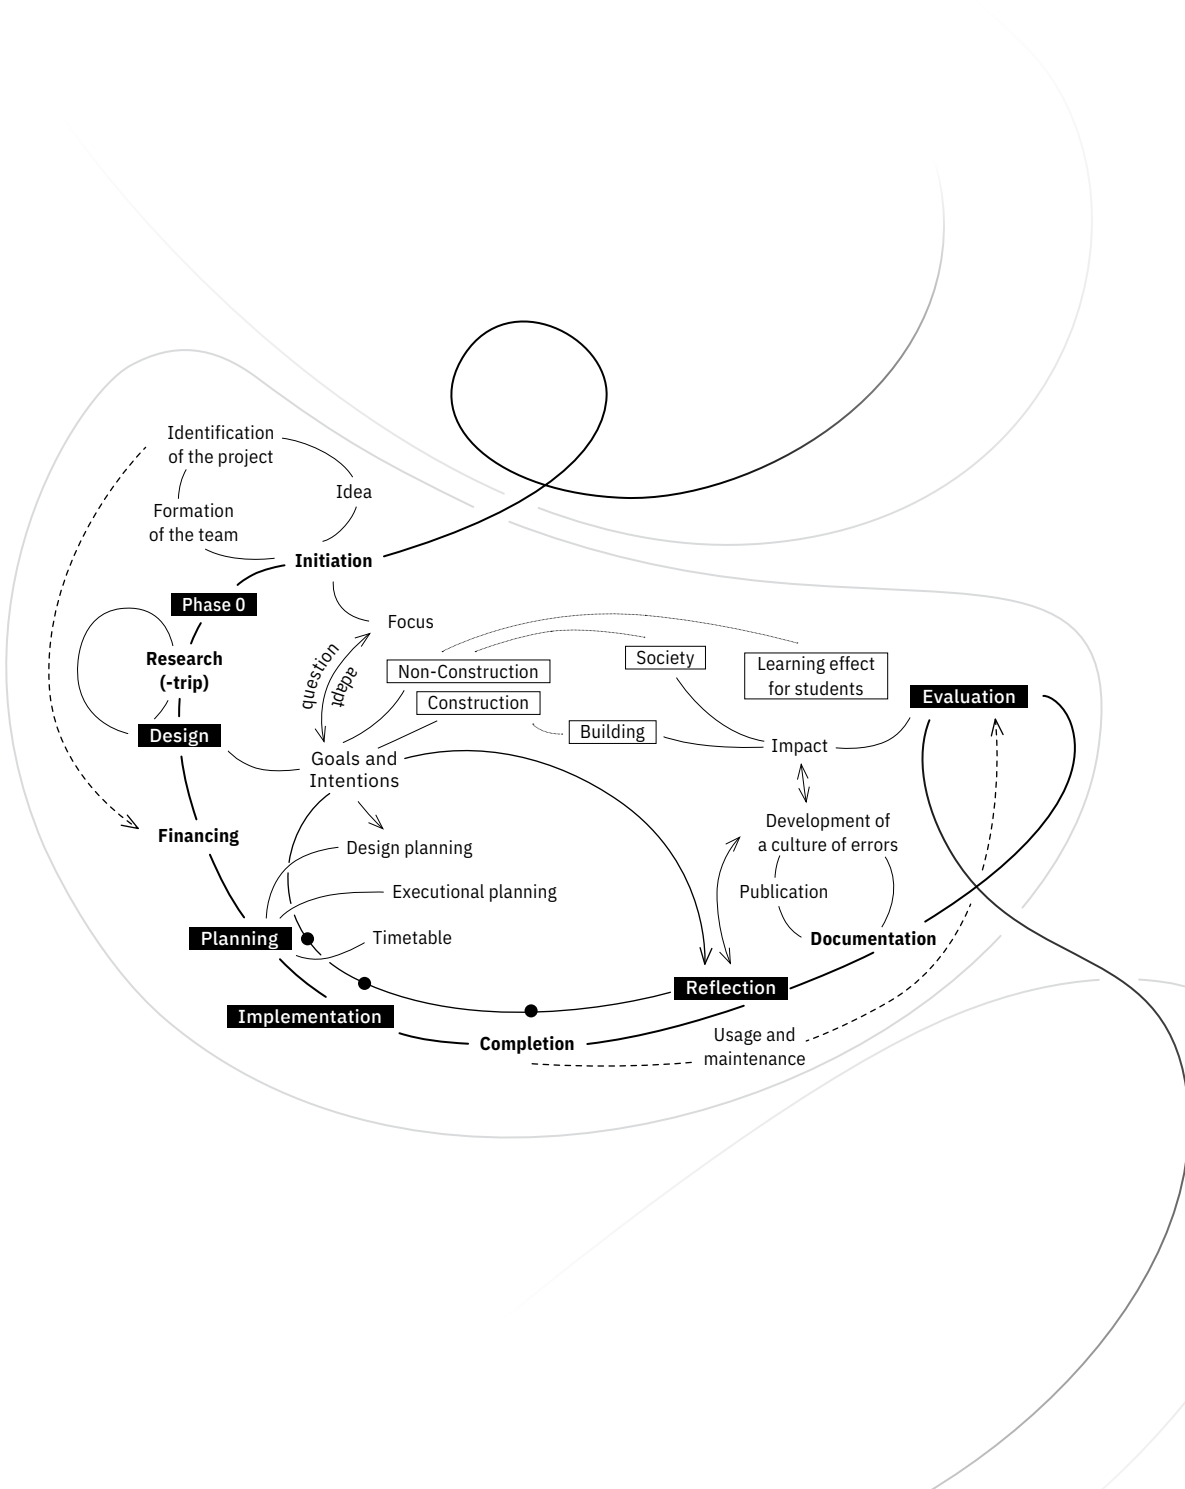 Identification
of the project
Idea
Formation
of the team
Initiation
Phase 0
Focus
question
adapt
Research
(-trip)
Non-Construction
Construction
Society
Learning effect
for students
Evaluation
Design
Building
Impact
Goals and
Intentions
Financing
Design planning
Development of
a culture of errors
Executional planning
Publication
Planning
Timetable
Documentation
Reflection
Implementation
Completion
Usage and
maintenance